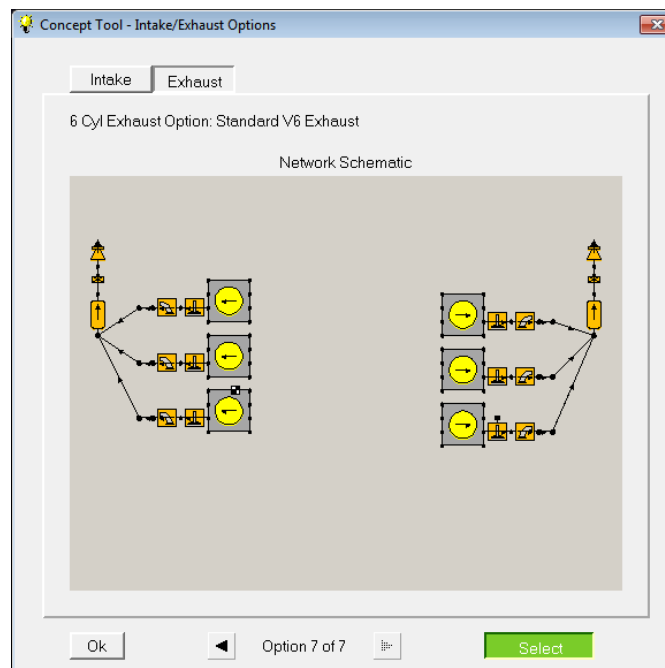 Concept Tool - Intake/Exhaust Options
Intake
Exhaust
6 Cyl Exhaust Option: Standard V6 Exhaust
Network Schematic
Ok
Option 7 of 7
Select